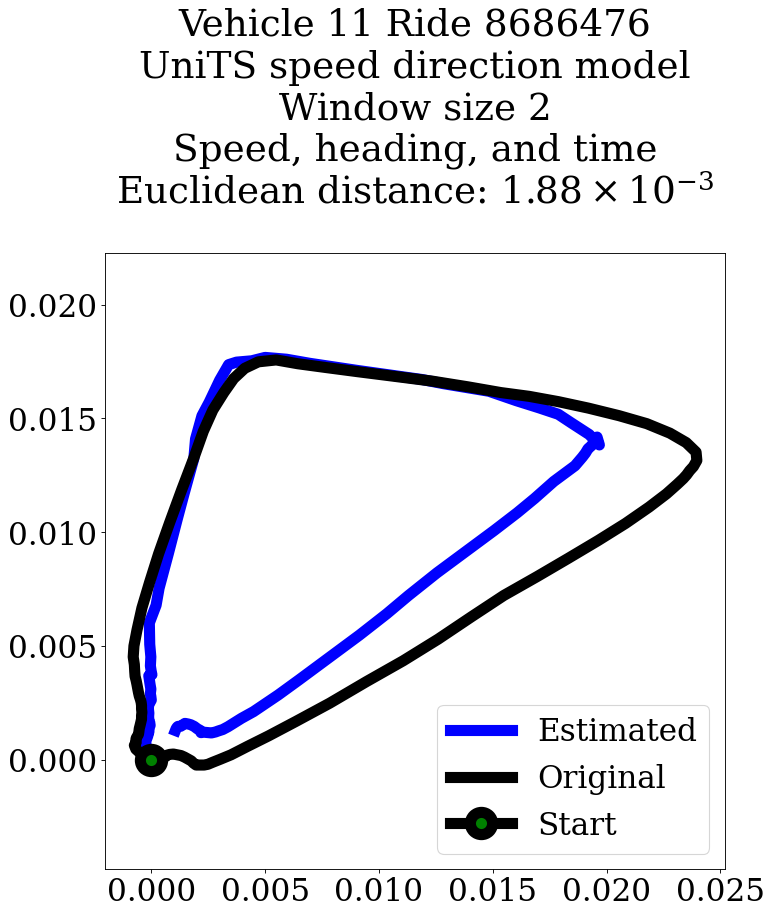 Vehicle 11 Ride 8686476
UniTS speed direction model
Window size 2
Speed, heading, and time
Euclidean distance: 1.88 × 10⁻³
0.020
0.015
0.010
0.005
0.000
Estimated
Original
Start
0.000 0.005 0.010 0.015 0.020 0.025